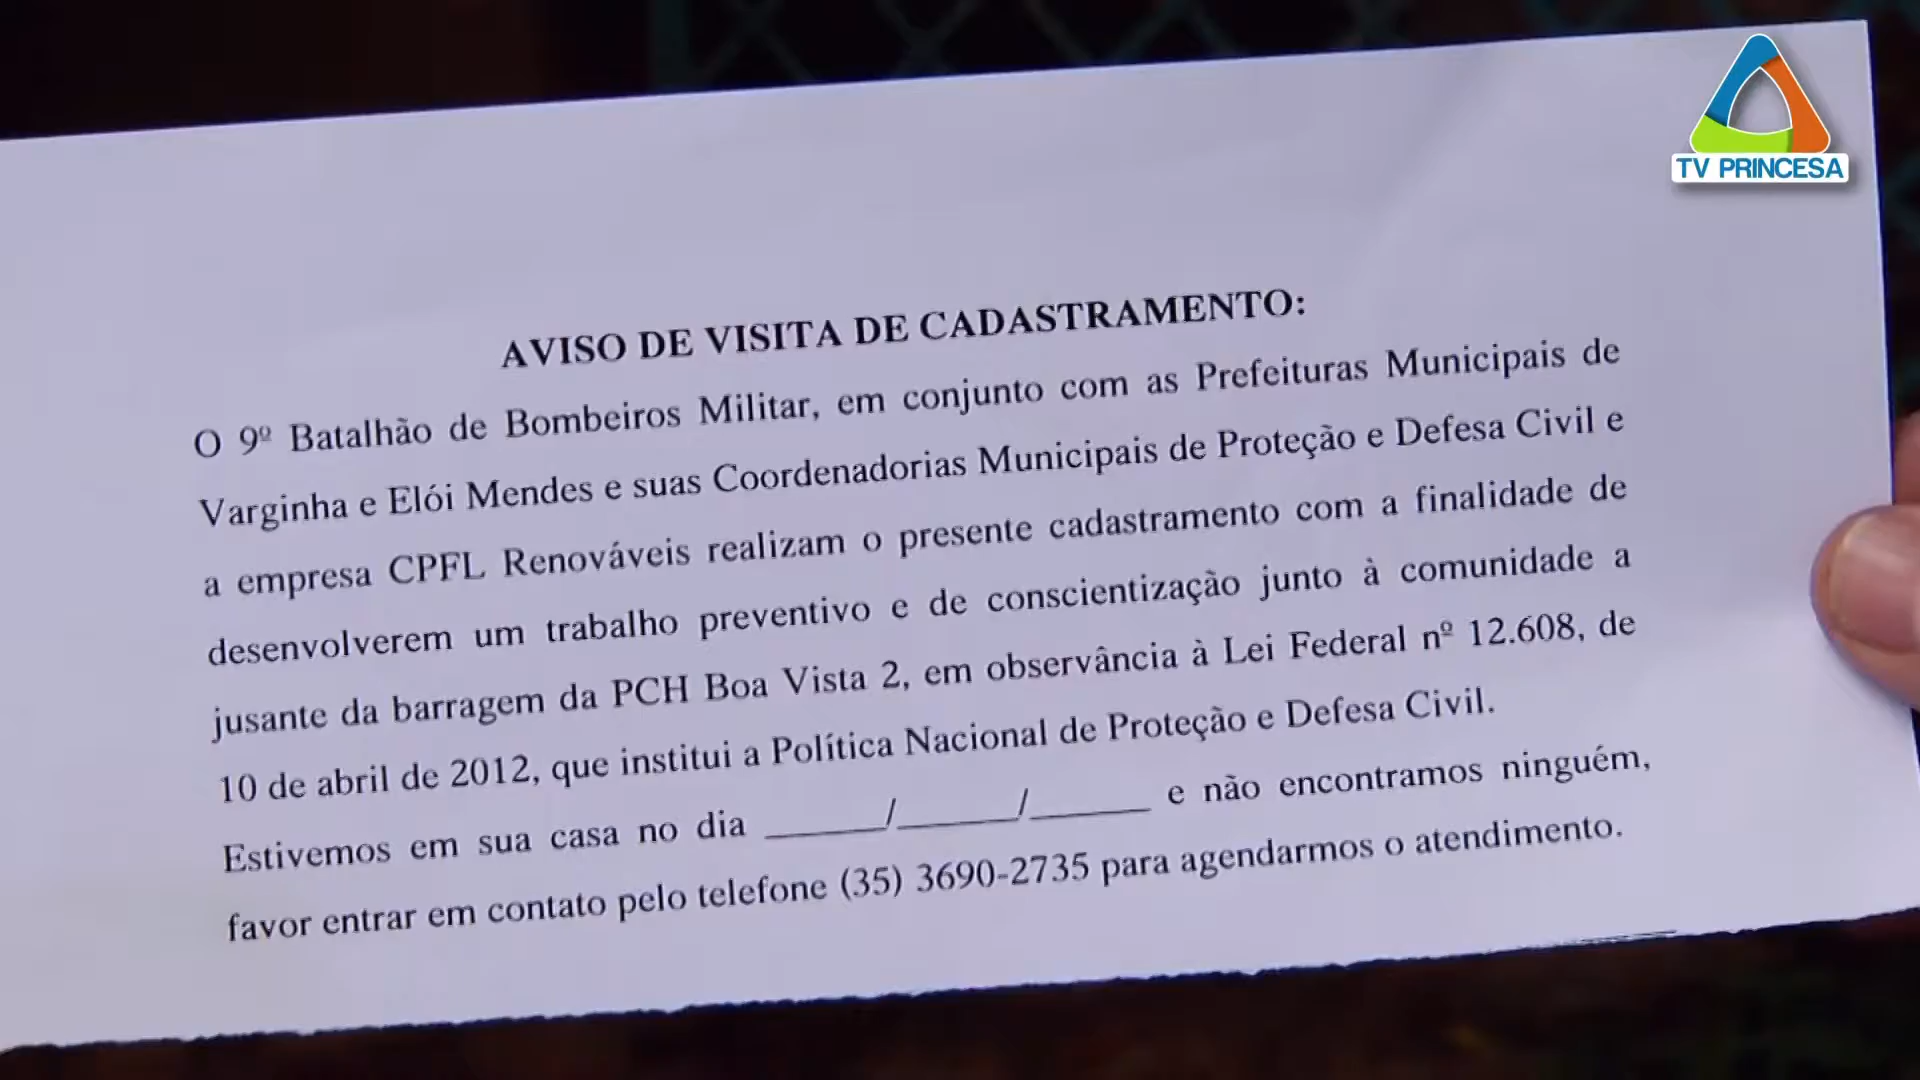 TV PRINCESA
AVISO DE VISITA DE CADASTRAMENTO:
O 9º Batalhão de Bombeiros Militar, em conjunto com as Prefeituras Municipais de
Varginha e Elói Mendes e suas Coordenadorias Municipais de Proteção e Defesa Civil e
a empresa CPFL Renováveis realizam o presente cadastramento com a finalidade de
desenvolverem um trabalho preventivo e de conscientização junto à comunidade a
jusante da barragem da PCH Boa Vista 2, em observância à Lei Federal nº 12.608, de
10 de abril de 2012, que institui a Política Nacional de Proteção e Defesa Civil.
Estivemos em sua casa no dia ______/______/______ e não encontramos ninguém,
favor entrar em contato pelo telefone (35) 3690-2735 para agendarmos o atendimento.